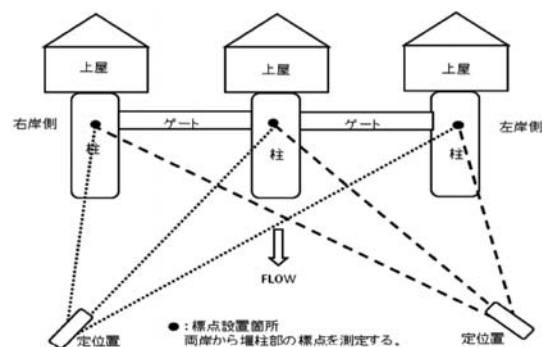 上屋
上屋
上屋
右岸側
ゲート
ゲート
左岸側
柱
柱
柱
FLOW
定位置
●:標点設置箇所
両岸から堰柱部の標点を測定する。
定位置